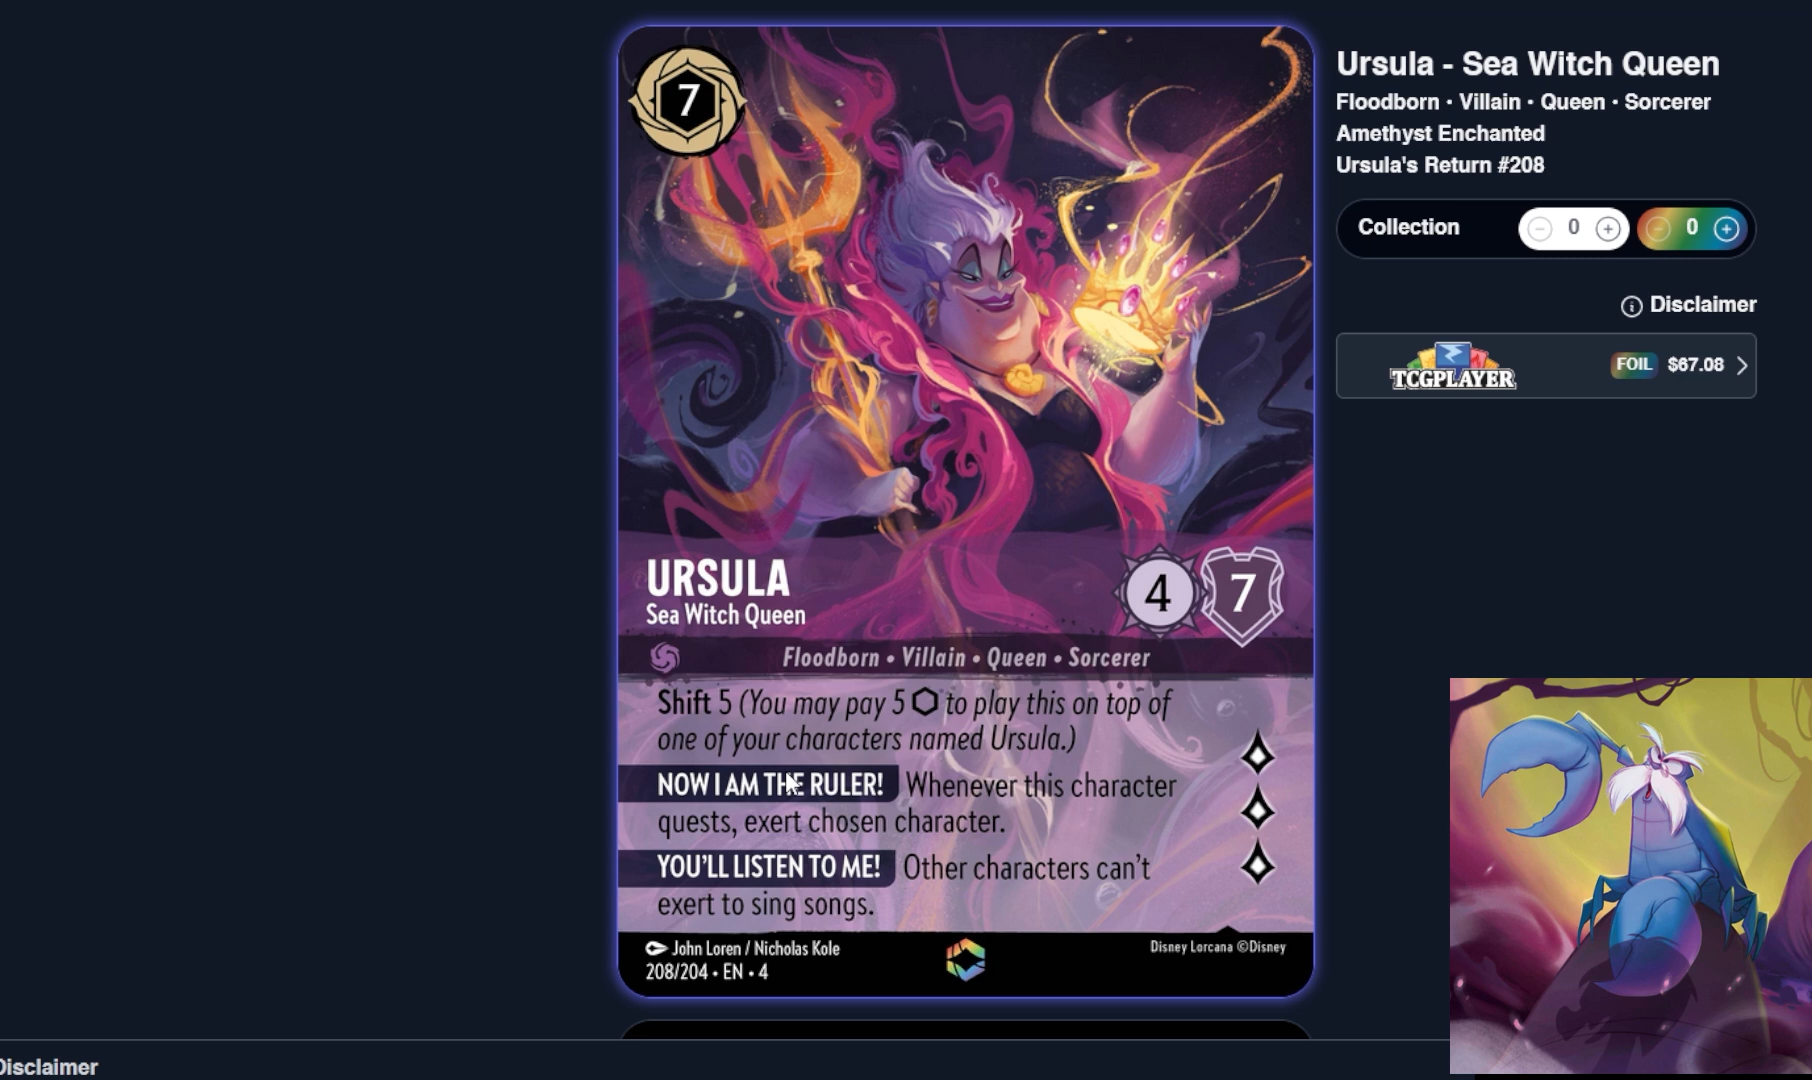 7
URSULA
Sea Witch Queen
4
7
Floodborn • Villain • Queen • Sorcerer
Shift 5 (You may pay 5 ⬡ to play this on top of
one of your characters named Ursula.)
NOW I AM THE RULER! Whenever this character
quests, exert chosen character.
YOU'LL LISTEN TO ME! Other characters can't
exert to sing songs.
John Loren / Nicholas Kole
208/204 • EN • 4
Disney Lorcana ©Disney
Ursula - Sea Witch Queen
Floodborn • Villain • Queen • Sorcerer
Amethyst Enchanted
Ursula's Return #208
Collection 0 0
Disclaimer
TCGPLAYER FOIL $67.08
Disclaimer